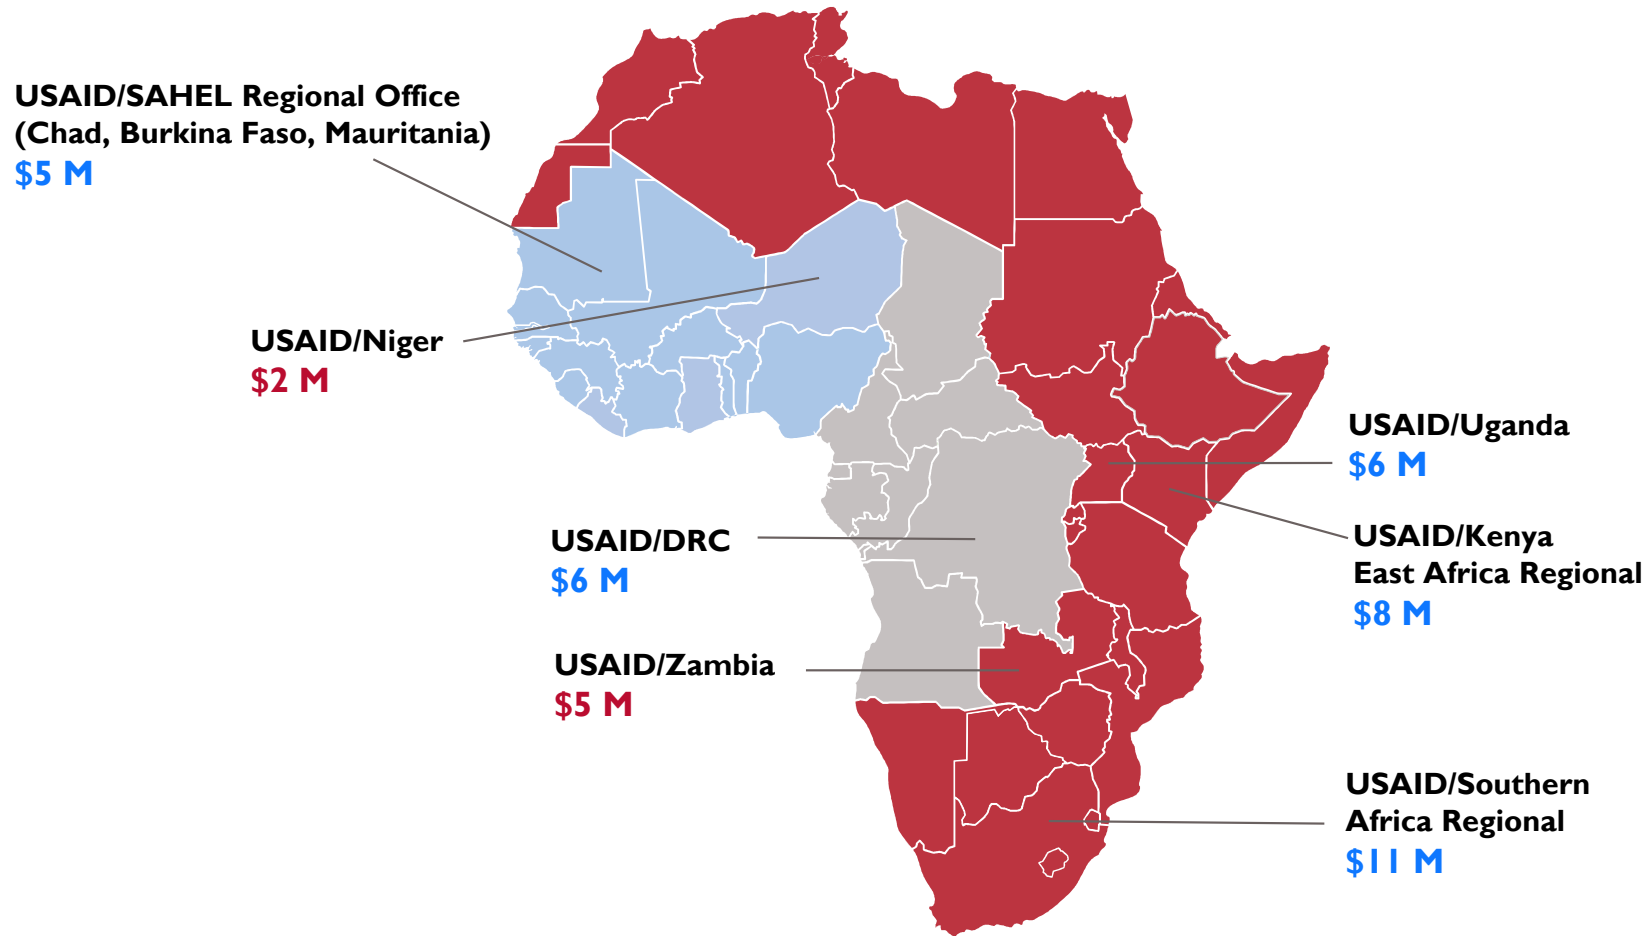 USAID/SAHEL Regional Office
(Chad, Burkina Faso, Mauritania)
$5 M
USAID/Niger
$2 M
USAID/Uganda
$6 M
USAID/DRC
$6 M
USAID/Kenya
East Africa Regional
$8 M
USAID/Zambia
$5 M
USAID/Southern
Africa Regional
$11 M